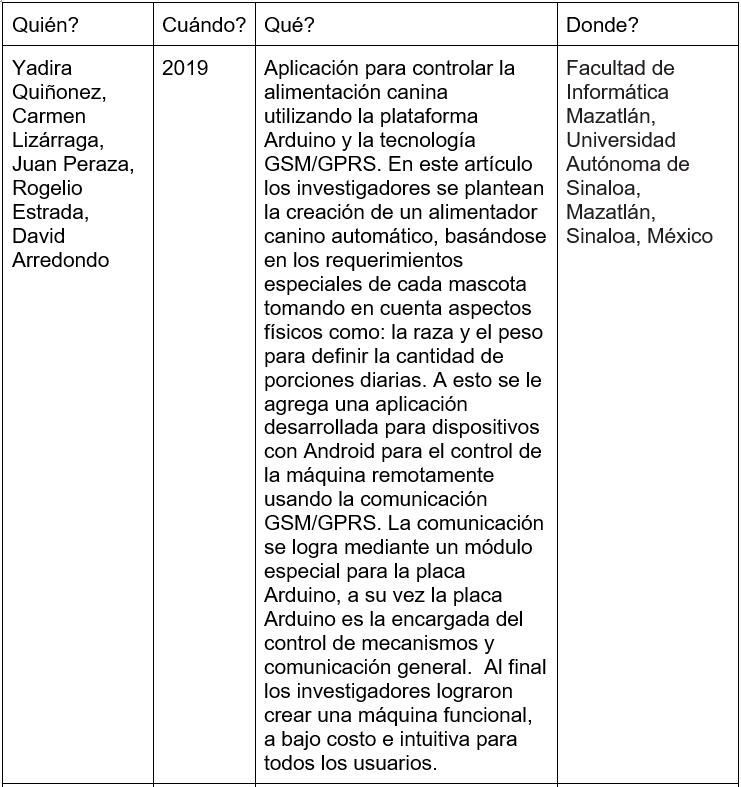 Quién?
Cuándo?
Qué?
Donde?
Yadira
Quiñonez,
Carmen
Lizárraga,
Juan Peraza,
Rogelio
Estrada,
David
Arredondo
2019
Aplicación para controlar la
alimentación canina
utilizando la plataforma
Arduino y la tecnología
GSM/GPRS. En este artículo
los investigadores se plantean
la creación de un alimentador
canino automático, basándose
en los requerimientos
especiales de cada mascota
tomando en cuenta aspectos
físicos como: la raza y el peso
para definir la cantidad de
porciones diarias. A esto se le
agrega una aplicación
desarrollada para dispositivos
con Android para el control de
la máquina remotamente
usando la comunicación
GSM/GPRS. La comunicación
se logra mediante un módulo
especial para la placa
Arduino, a su vez la placa
Arduino es la encargada del
control de mecanismos y
comunicación general.  Al final
los investigadores lograron
crear una máquina funcional,
a bajo costo e intuitiva para
todos los usuarios.
Facultad de
Informática
Mazatlán,
Universidad
Autónoma de
Sinaloa,
Mazatlán,
Sinaloa, México